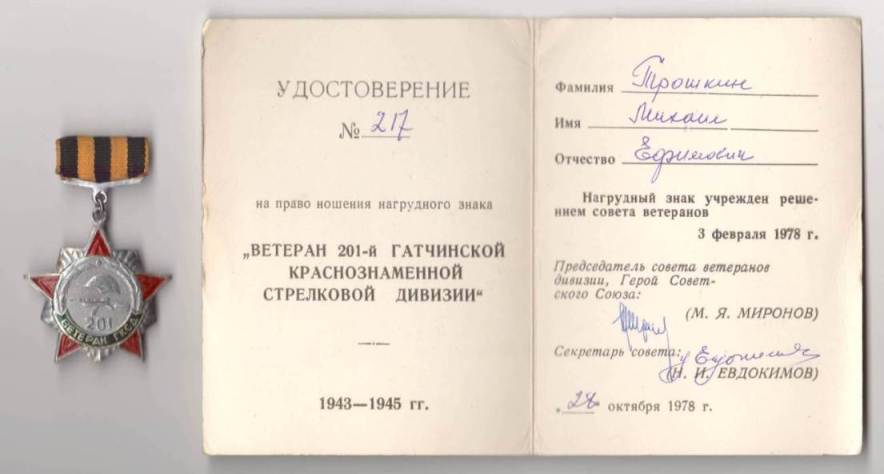 201
ВЕТЕРАН ГКСД
УДОСТОВЕРЕНИЕ
№ 217
на право ношения нагрудного знака
„ВЕТЕРАН 201-й ГАТЧИНСКОЙ
КРАСНОЗНАМЕННОЙ
СТРЕЛКОВОЙ ДИВИЗИИ“
1943—1945 гг.
Фамилия Трошкин
Имя Михаил
Отчество Ефимович
Нагрудный знак учрежден реше-
нием совета ветеранов
3 февраля 1978 г.
Председатель совета ветеранов
дивизии, Герой Совет-
ского Союза:
(М. Я. МИРОНОВ)
Секретарь совета:
(Н. И. ЕВДОКИМОВ)
„28 октября 1978 г.